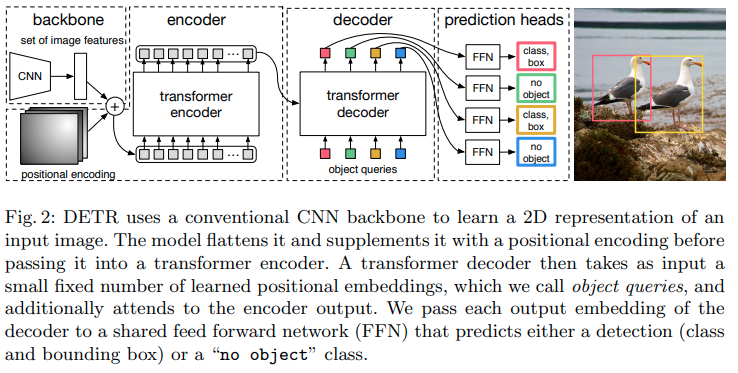 backbone
encoder
decoder
prediction heads
set of image features
CNN
positional encoding
+
...
transformer
encoder
...
transformer
decoder
object queries
FFN
class,
box
FFN
no
object
FFN
class,
box
FFN
no
object
Fig. 2: DETR uses a conventional CNN backbone to learn a 2D representation of an
input image. The model flattens it and supplements it with a positional encoding before
passing it into a transformer encoder. A transformer decoder then takes as input a
small fixed number of learned positional embeddings, which we call object queries, and
additionally attends to the encoder output. We pass each output embedding of the
decoder to a shared feed forward network (FFN) that predicts either a detection (class
and bounding box) or a “no object” class.